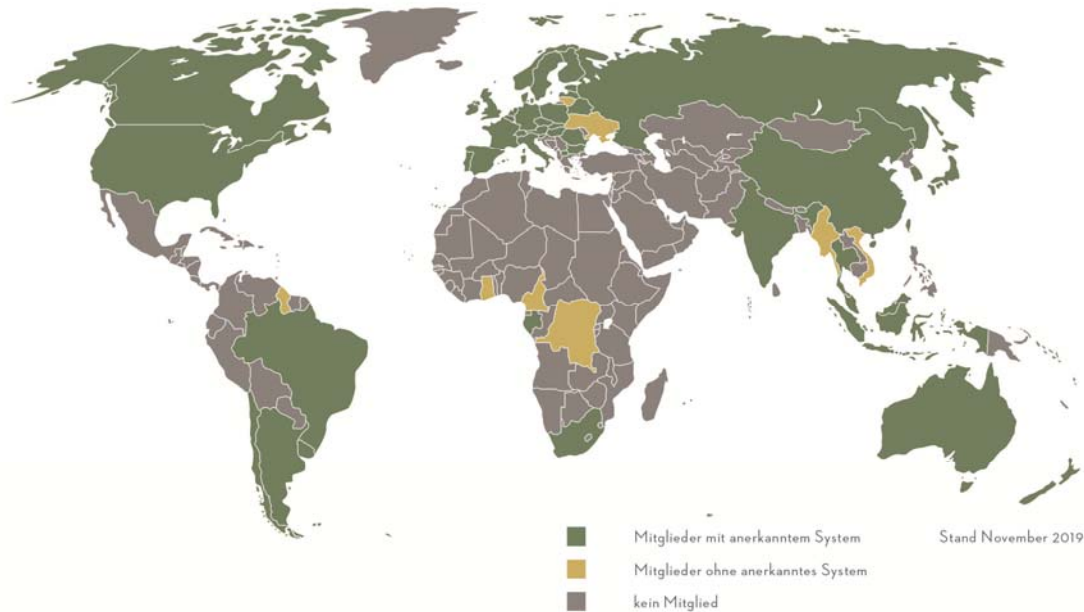 Mitglieder mit anerkanntem System
Stand November 2019
Mitglieder ohne anerkanntes System
kein Mitglied